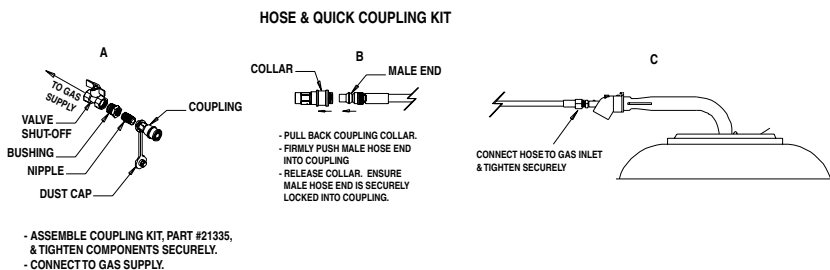 HOSE & QUICK COUPLING KIT
A
TO GAS
SUPPLY
VALVE
SHUT-OFF
BUSHING
NIPPLE
DUST CAP
COUPLING
- ASSEMBLE COUPLING KIT, PART #21335,
& TIGHTEN COMPONENTS SECURELY.
- CONNECT TO GAS SUPPLY.
B
COLLAR
MALE END
- PULL BACK COUPLING COLLAR.
- FIRMLY PUSH MALE HOSE END
INTO COUPLING
- RELEASE COLLAR. ENSURE
MALE HOSE END IS SECURELY
LOCKED INTO COUPLING.
C
CONNECT HOSE TO GAS INLET
& TIGHTEN SECURELY